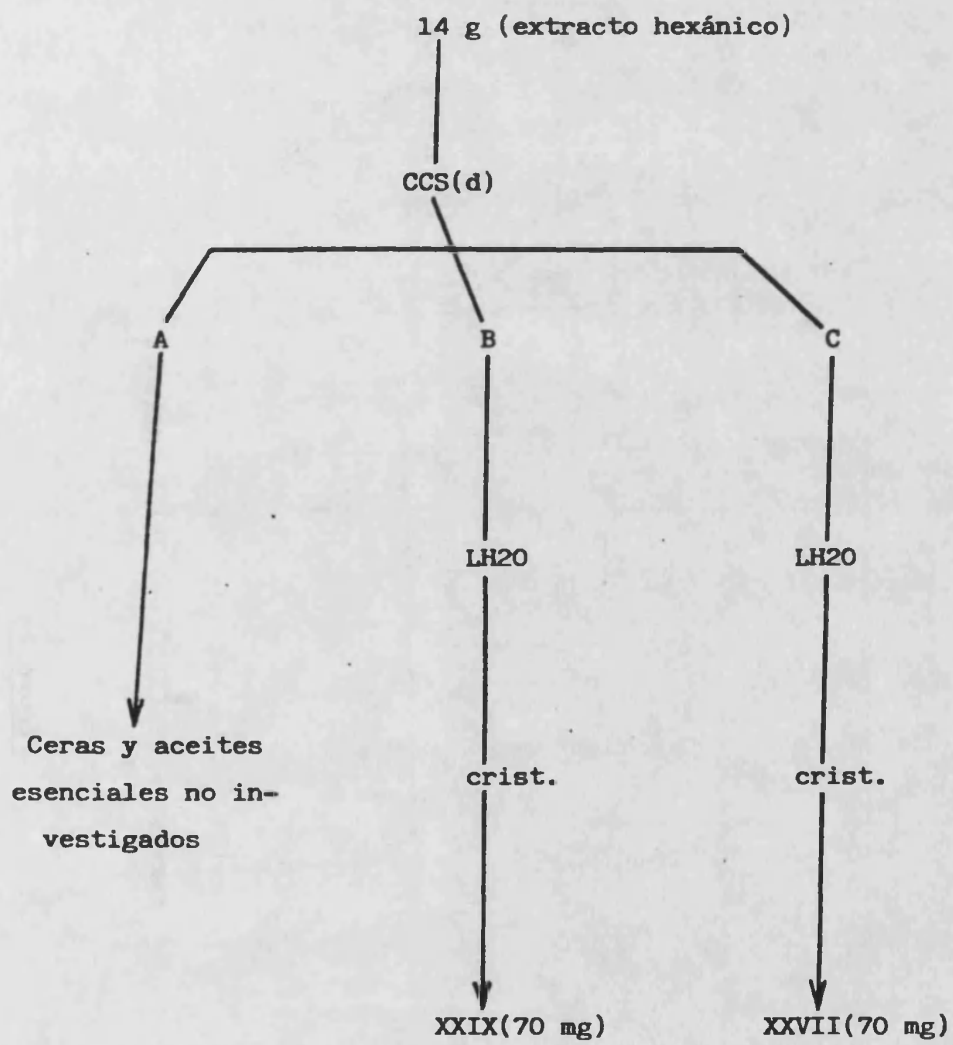 14 g (extracto hexánico)
CCS(d)
A
B
C
LH20
LH20
Ceras y aceites
esenciales no in-
vestigados
crist.
crist.
XXIX(70 mg)
XXVII(70 mg)